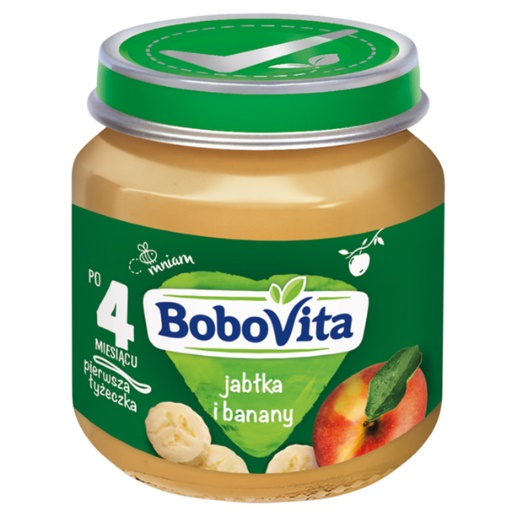 mniam
PO
4
MIESIĄCU
pierwsza
łyżeczka
BoboVita
jabłka
i banany